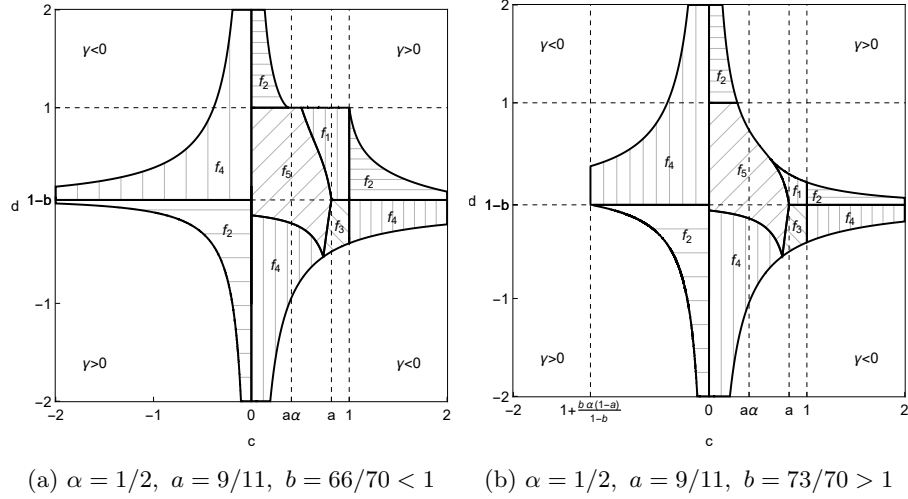 2
γ<0
γ>0
f₂
1
f₁
f₄
f₅
f₂
d
1-b
f₂
f₃
f₄
f₄
-1
γ>0
γ<0
-2
-2
-1
0
aα
a
1
2
c
(a) α = 1/2, a = 9/11, b = 66/70 < 1
2
γ<0
γ>0
f₂
1
f₄
f₅
f₁
f₂
d
1-b
f₂
f₃
f₄
f₄
-1
γ>0
γ<0
-2
-2
1+ b α (1-a) / 1-b
0
aα
a
1
2
c
(b) α = 1/2, a = 9/11, b = 73/70 > 1